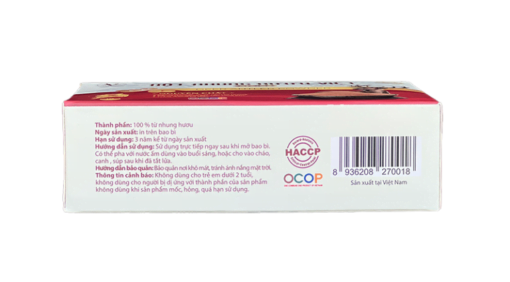 Thành phần: 100 % từ nhung hươu
Ngày sản xuất: in trên bao bì
Hạn sử dụng: 3 năm kể từ ngày sản xuất
Hướng dẫn sử dụng: Sử dụng trực tiếp ngay sau khi mở bao bì.
Có thể pha với nước ấm dùng vào buổi sáng, hoặc cho vào cháo,
canh, súp sau khi đã tắt lửa.
Hướng dẫn bảo quản: Bảo quản nơi khô mát, tránh ánh nắng mặt trời.
Thông tin cảnh báo: Không dùng cho trẻ em dưới 2 tuổi,
không dùng cho người bị dị ứng với thành phần của sản phẩm
không dùng khi sản phẩm mốc, hỏng, quá hạn sử dụng.
HACCP
OCOP
8 936208 270018
Sản xuất tại Việt Nam